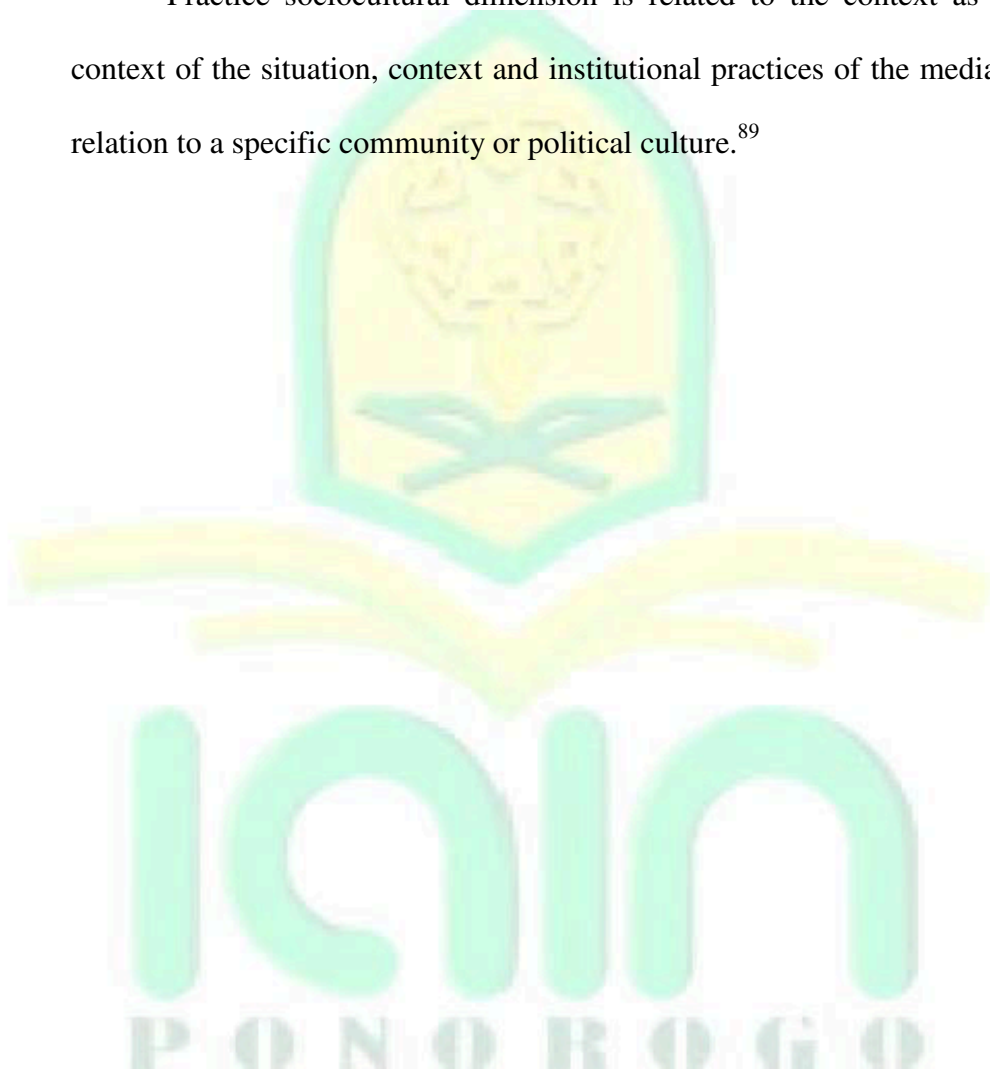 Practice sociocultural dimension is related to the context as
context of the situation, context and institutional practices of the media
relation to a specific community or political culture.89
IAIN
PONOROGO